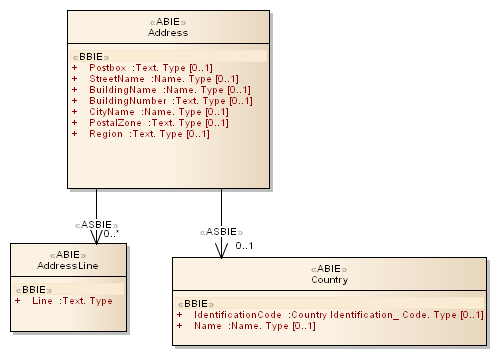 «ABIE»
Address
«BBIE»
+ Postbox :Text. Type [0..1]
+ StreetName :Name. Type [0..1]
+ BuildingName :Name. Type [0..1]
+ BuildingNumber :Text. Type [0..1]
+ CityName :Name. Type [0..1]
+ PostalZone :Text. Type [0..1]
+ Region :Text. Type [0..1]
«ASBIE»
0..*
«ASBIE»
0..1
«ABIE»
AddressLine
«BBIE»
+ Line :Text. Type
«ABIE»
Country
«BBIE»
+ IdentificationCode :Country Identification_ Code. Type [0..1]
+ Name :Name. Type [0..1]